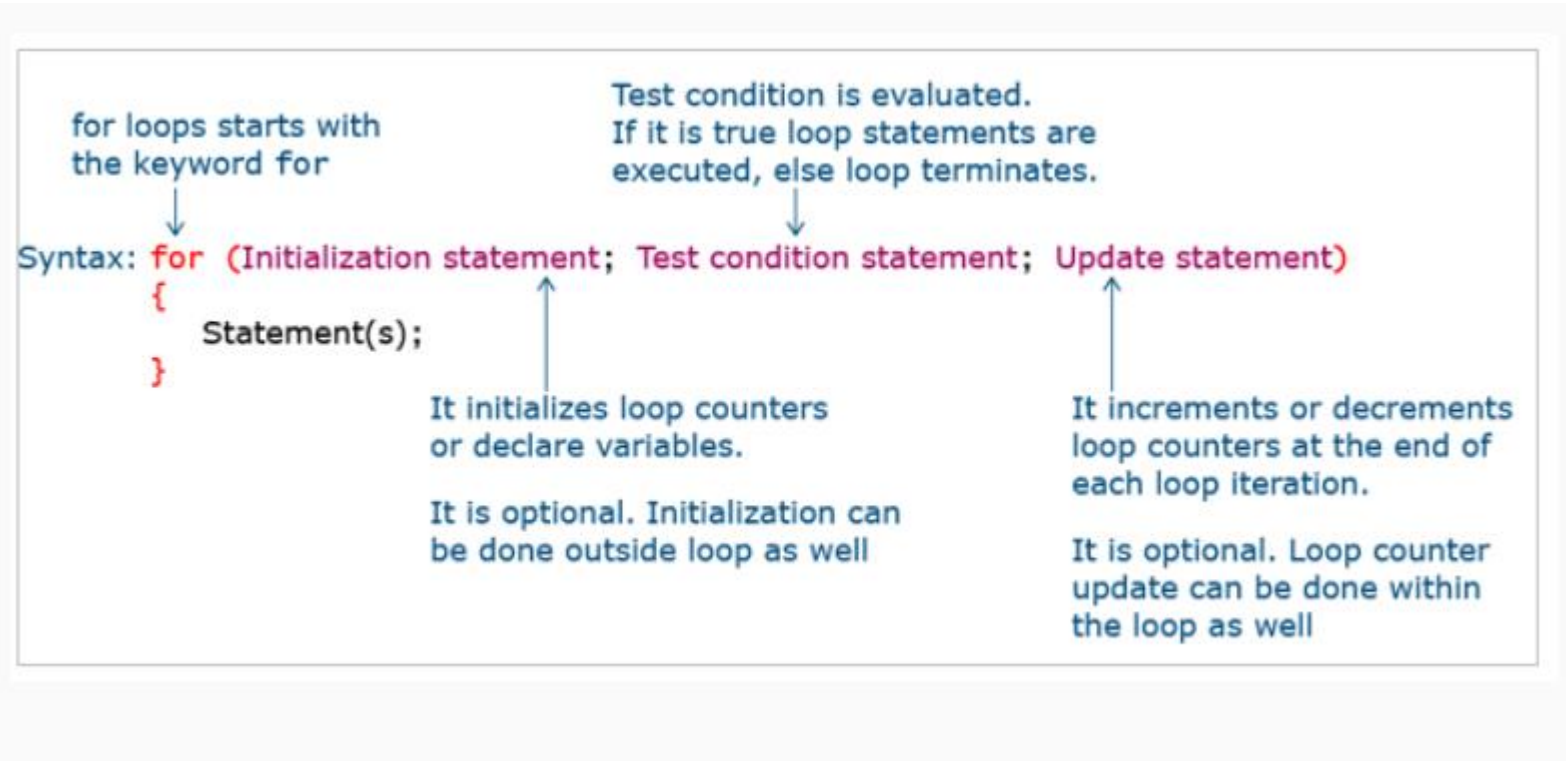 for loops starts with
the keyword for
Test condition is evaluated.
If it is true loop statements are
executed, else loop terminates.
Syntax: for (Initialization statement; Test condition statement; Update statement)
{
Statement(s);
}
It initializes loop counters
or declare variables.
It is optional. Initialization can
be done outside loop as well
It increments or decrements
loop counters at the end of
each loop iteration.
It is optional. Loop counter
update can be done within
the loop as well